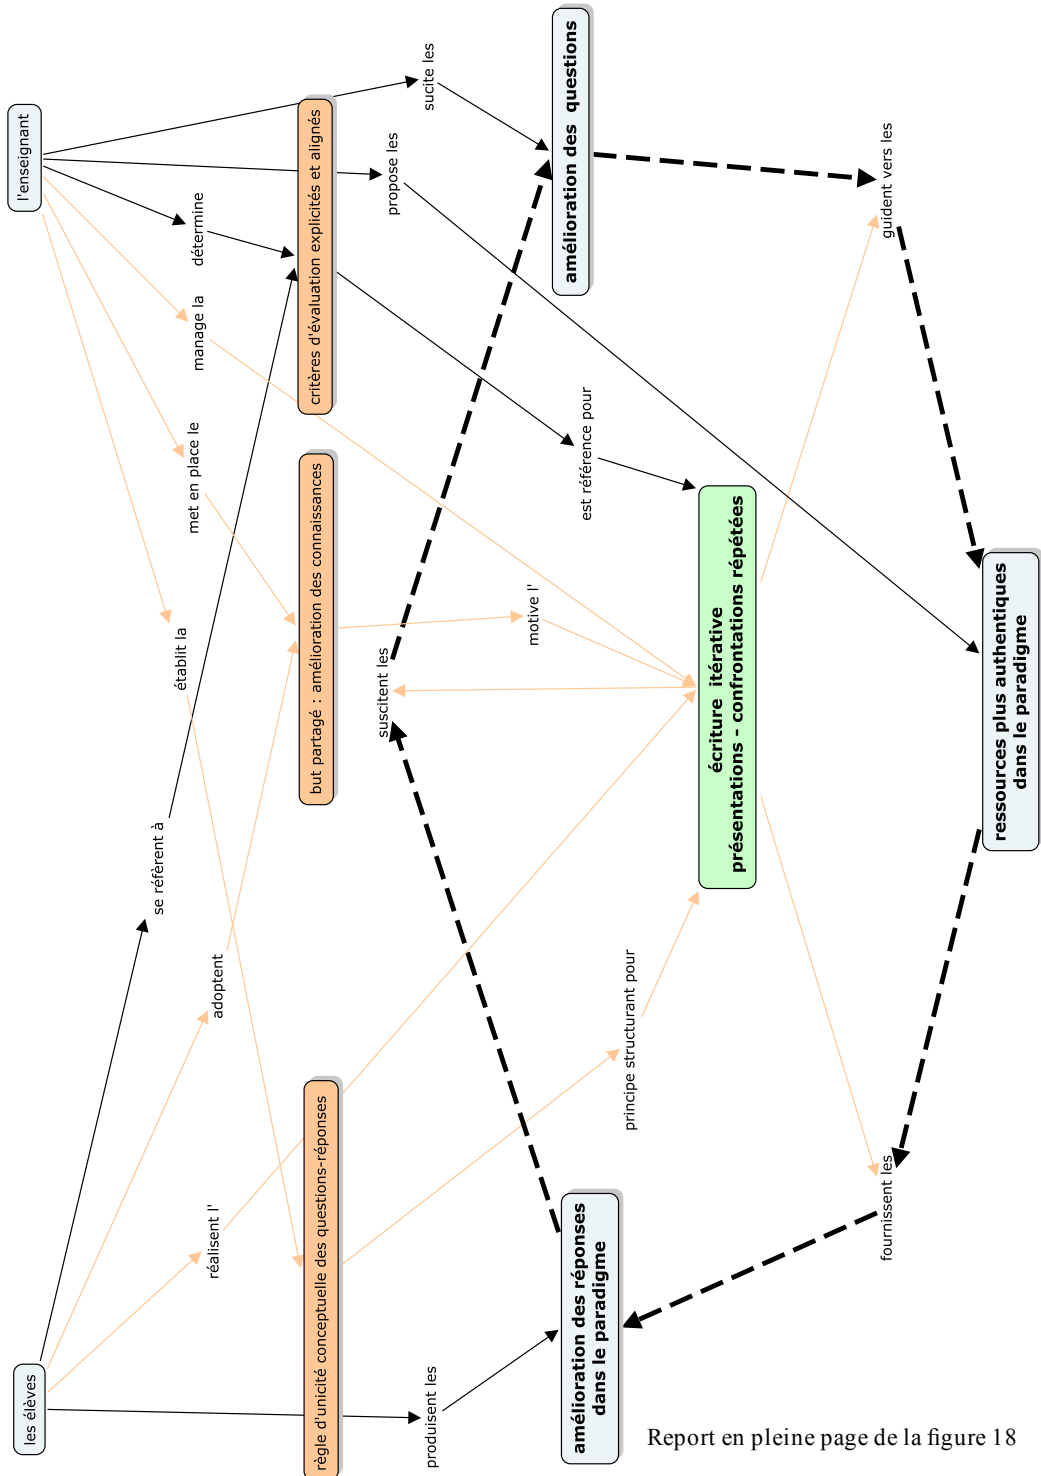 l'enseignant
sucite les
propose les
détermine
manage la
met en place le
établit la
se réfèrent à
adoptent
réalisent l'
produisent les
les élèves
critères d'évaluation explicités et alignés
but partagé : amélioration des connaissances
règle d'unicité conceptuelle des questions-réponses
suscitent les
motive l'
est référence pour
principe structurant pour
amélioration des questions
amélioration des réponses
dans le paradigme
écriture itérative
présentations - confrontations répétées
guident vers les
fournissent les
ressources plus authentiques
dans le paradigme
Report en pleine page de la figure 18